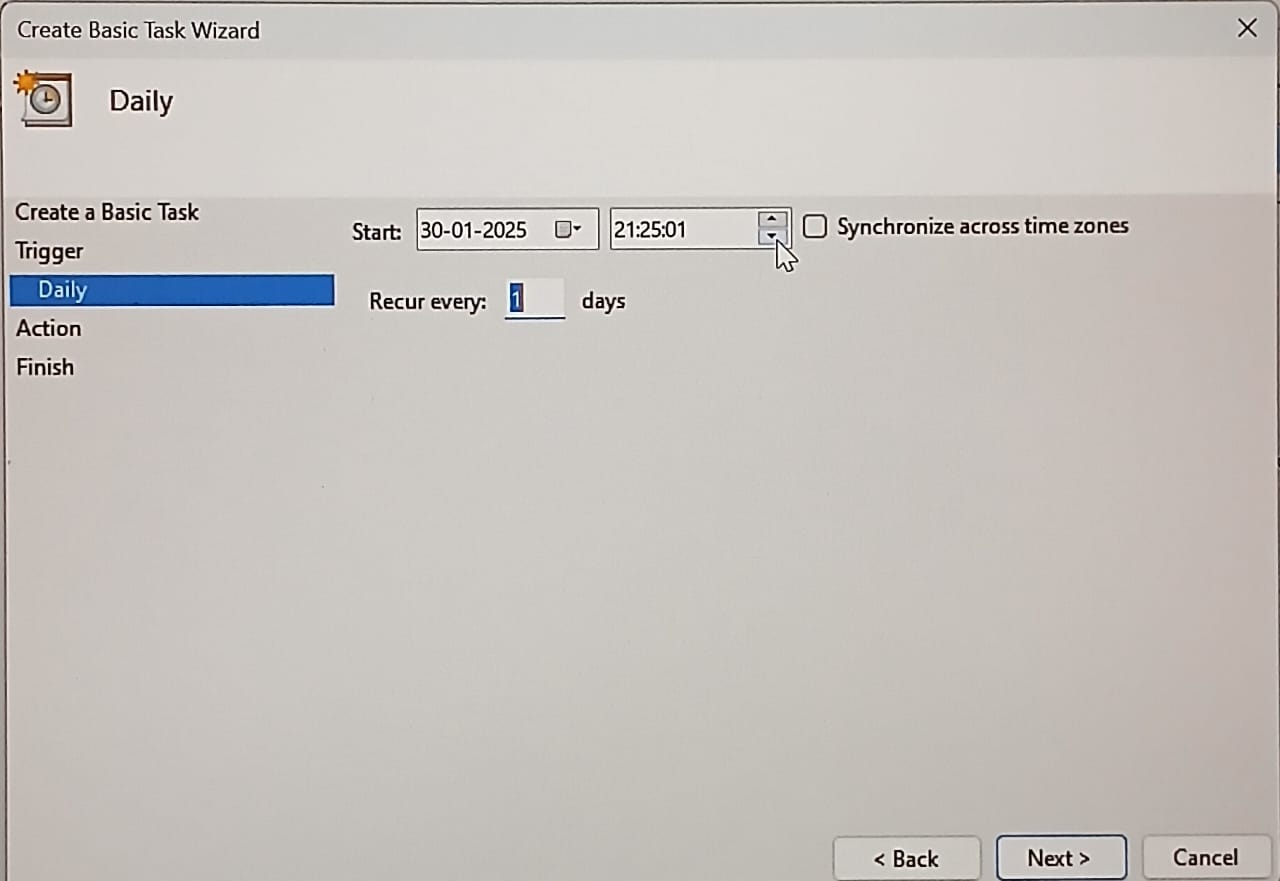 Create Basic Task Wizard
Daily
Create a Basic Task
Trigger
Daily
Action
Finish
Start: 30-01-2025 21:25:01 Synchronize across time zones
Recur every: 1 days
< Back Next > Cancel